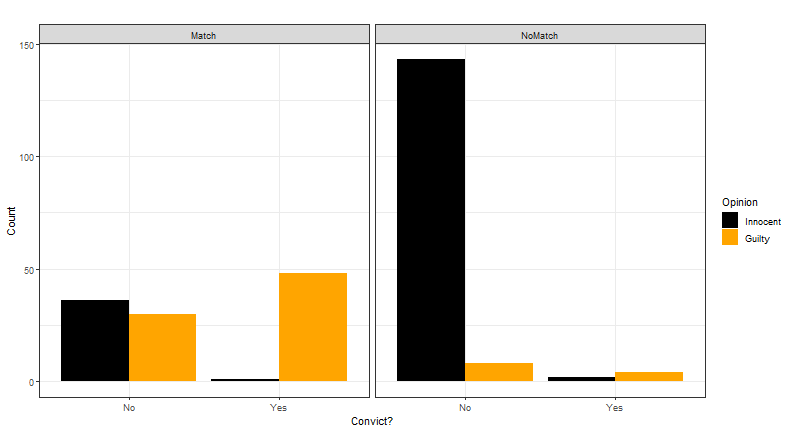 Match
NoMatch
150
100
50
0
Count
No
Yes
No
Yes
Convict?
Opinion
Innocent
Guilty